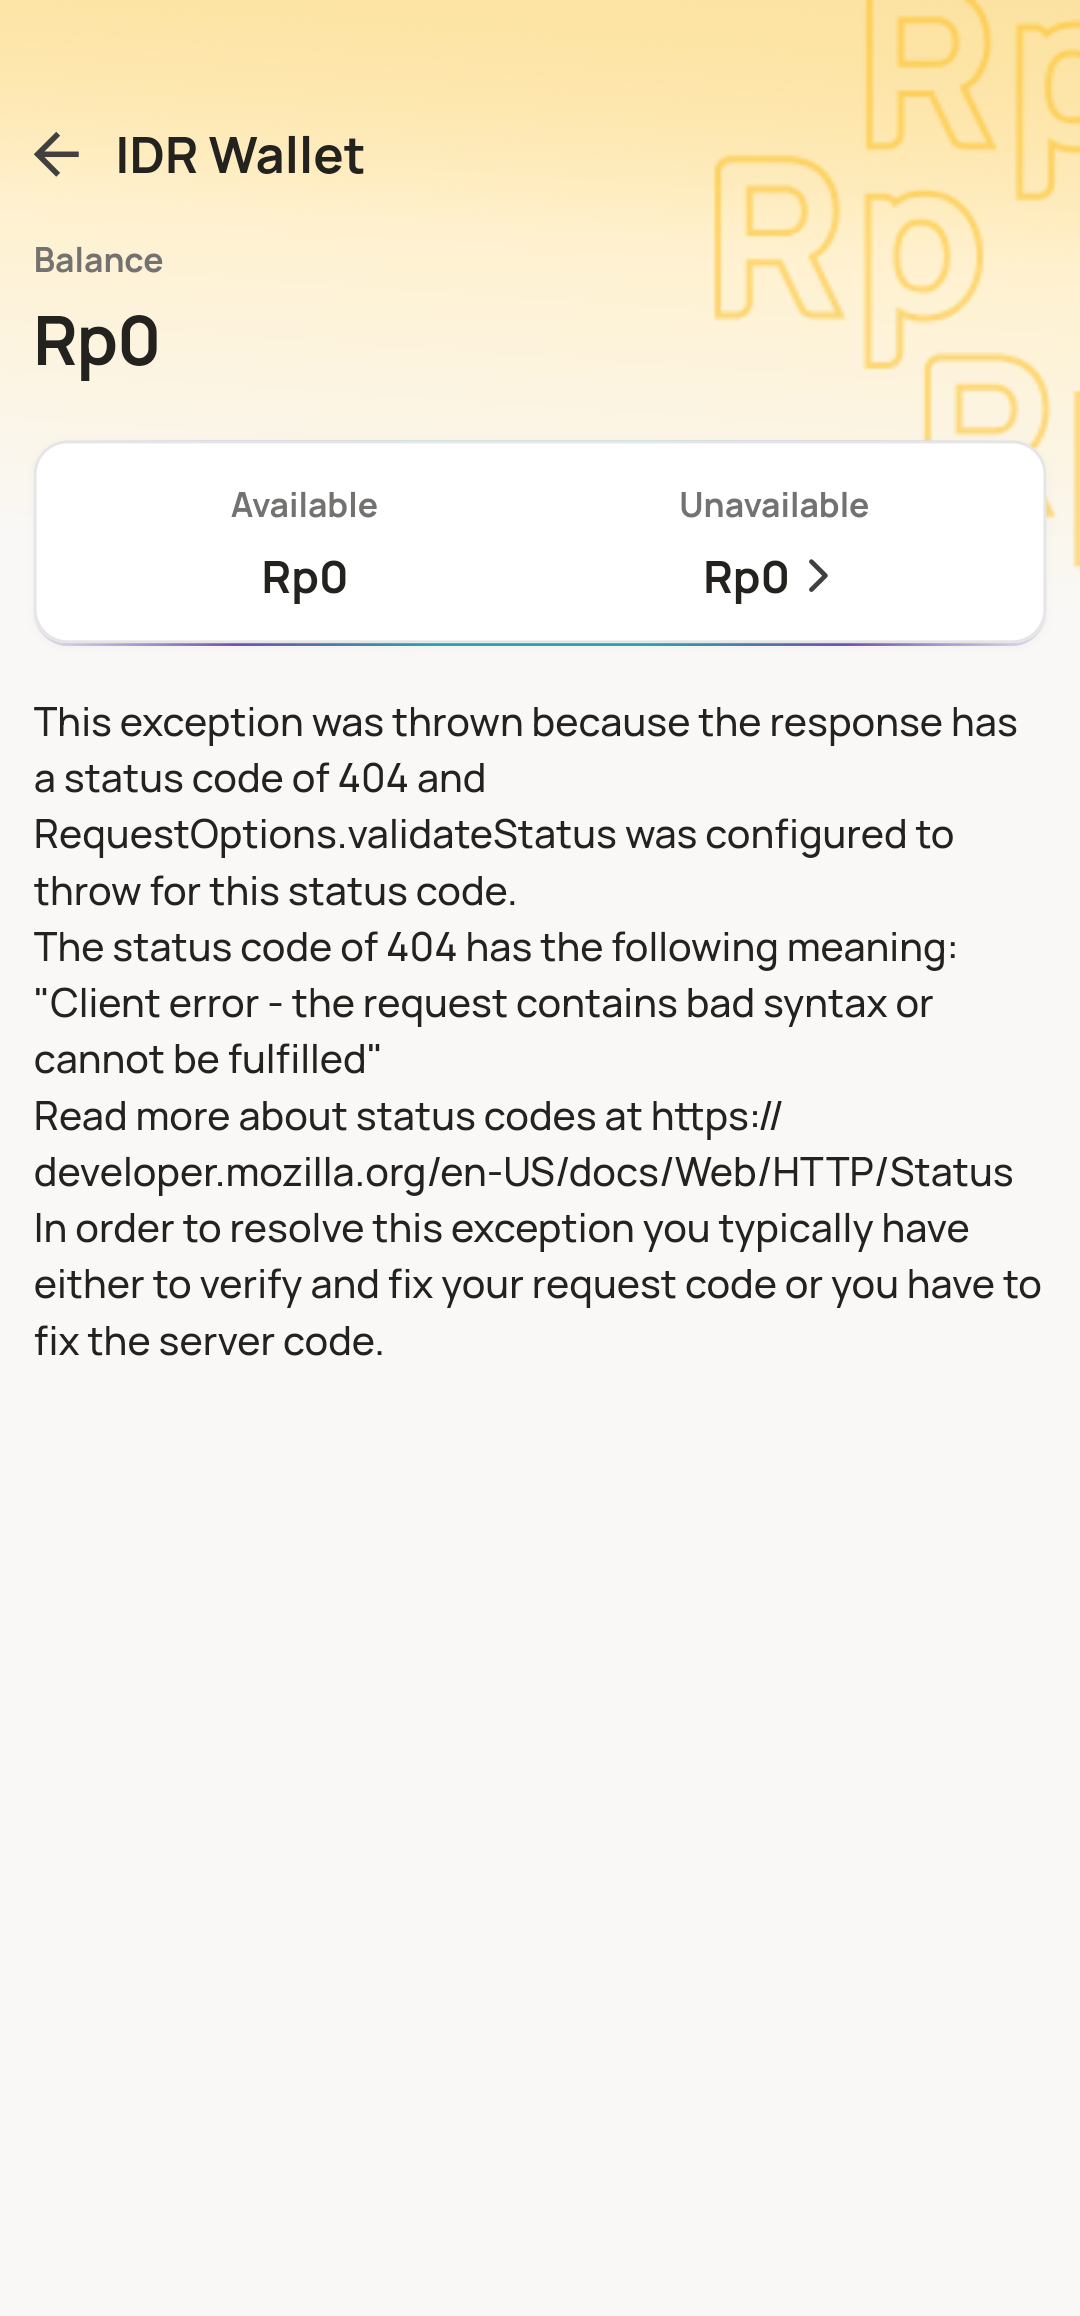 IDR Wallet
Balance
Rp0
Available
Unavailable
Rp0
Rp0
This exception was thrown because the response has
a status code of 404 and
RequestOptions.validateStatus was configured to
throw for this status code.
The status code of 404 has the following meaning:
"Client error - the request contains bad syntax or
cannot be fulfilled"
Read more about status codes at https://
developer.mozilla.org/en-US/docs/Web/HTTP/Status
In order to resolve this exception you typically have
either to verify and fix your request code or you have to
fix the server code.
Rp
Rp
R